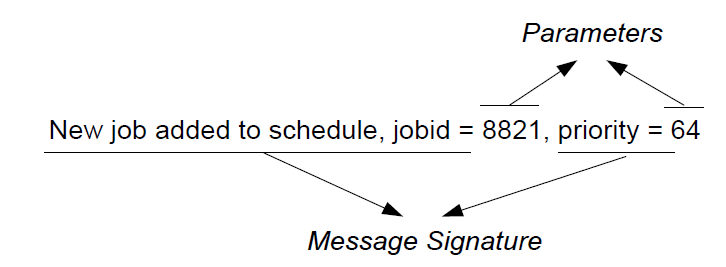 Parameters
New job added to schedule, jobid = 8821, priority = 64
Message Signature